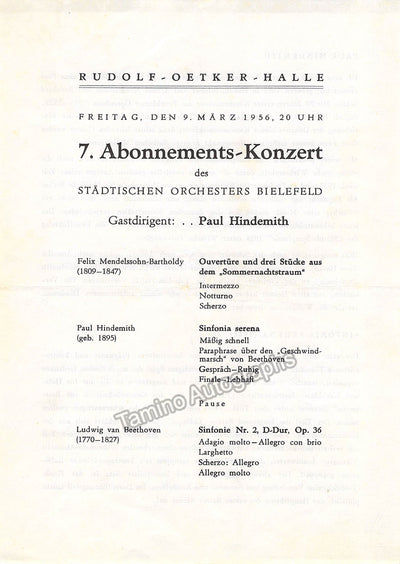 RUDOLF-OETKER-HALLE
FREITAG, DEN 9. MÄRZ 1956, 20 UHR
7. Abonnements-Konzert
des
STÄDTISCHEN ORCHESTERS BIELEFELD
Gastdirigent: . . Paul Hindemith
Felix Mendelssohn-Bartholdy
(1809–1847)
Ouvertüre und drei Stücke aus
dem „Sommernachtstraum“
Intermezzo
Notturno
Scherzo
Paul Hindemith
(geb. 1895)
Sinfonia serena
Mäßig schnell
Paraphrase über den „Geschwind-
marsch“ von Beethoven
Gespräch–Ruhig
Finale–Lebhaft
Pause
Ludwig van Beethoven
(1770–1827)
Sinfonie Nr. 2, D-Dur, Op. 36
Adagio molto–Allegro con brio
Larghetto
Scherzo: Allegro
Allegro molto
Tamino Autographs